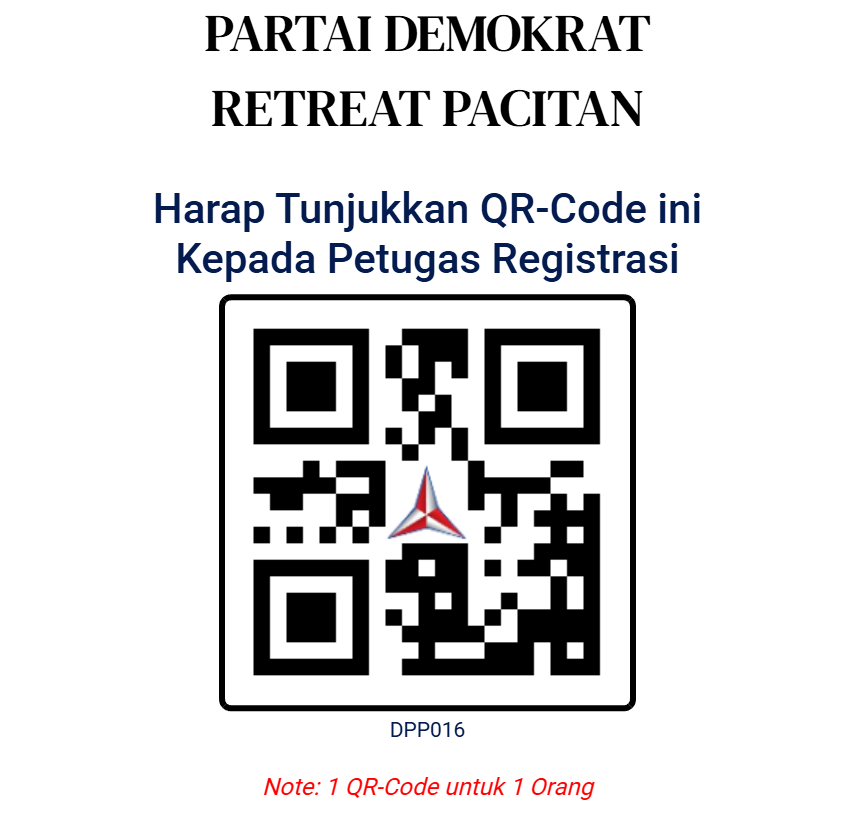 PARTAI DEMOKRAT
RETREAT PACITAN
Harap Tunjukkan QR-Code ini
Kepada Petugas Registrasi
DPP016
Note: 1 QR-Code untuk 1 Orang